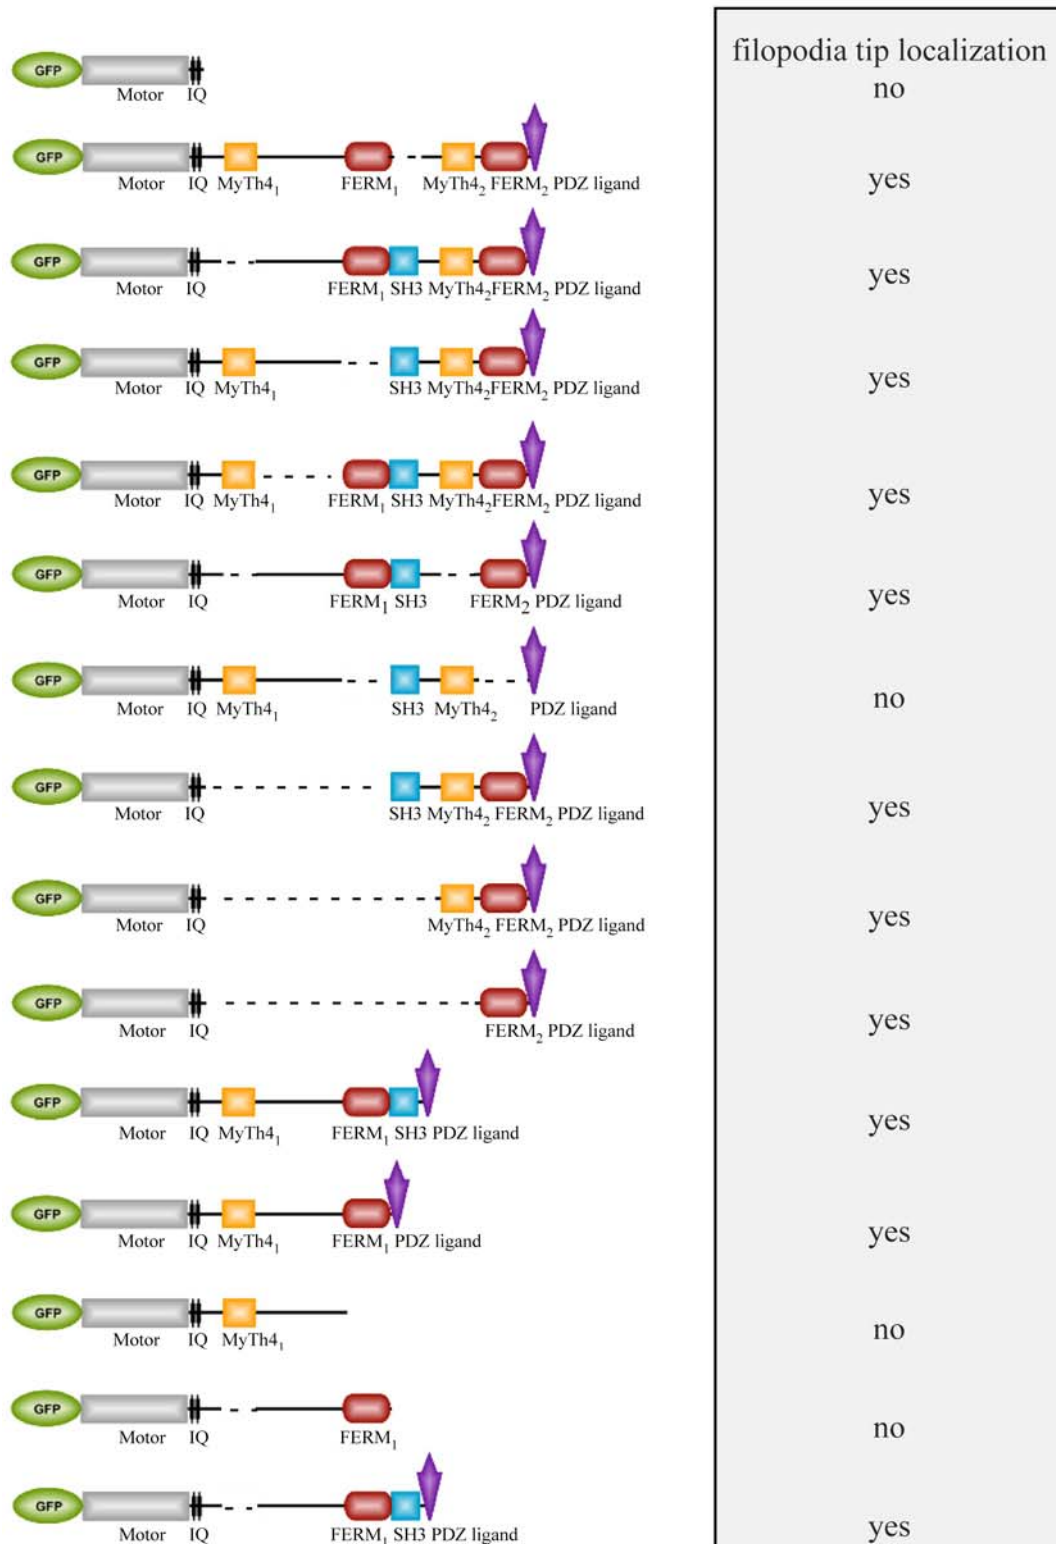 filopodia tip localization
GFP
Motor IQ
no
GFP
Motor IQ MyTh4₁ FERM₁ MyTh4₂ FERM₂ PDZ ligand
yes
GFP
Motor IQ FERM₁ SH3 MyTh4₂FERM₂ PDZ ligand
yes
GFP
Motor IQ MyTh4₁ SH3 MyTh4₂FERM₂ PDZ ligand
yes
GFP
Motor IQ MyTh4₁ FERM₁ SH3 MyTh4₂FERM₂ PDZ ligand
yes
GFP
Motor IQ FERM₁ SH3 FERM₂ PDZ ligand
yes
GFP
Motor IQ MyTh4₁ SH3 MyTh4₂ PDZ ligand
no
GFP
Motor IQ SH3 MyTh4₂ FERM₂ PDZ ligand
yes
GFP
Motor IQ MyTh4₂ FERM₂ PDZ ligand
yes
GFP
Motor IQ FERM₂ PDZ ligand
yes
GFP
Motor IQ MyTh4₁ FERM₁ SH3 PDZ ligand
yes
GFP
Motor IQ MyTh4₁ FERM₁ PDZ ligand
yes
GFP
Motor IQ MyTh4₁
no
GFP
Motor IQ FERM₁
no
GFP
Motor IQ FERM₁ SH3 PDZ ligand
yes